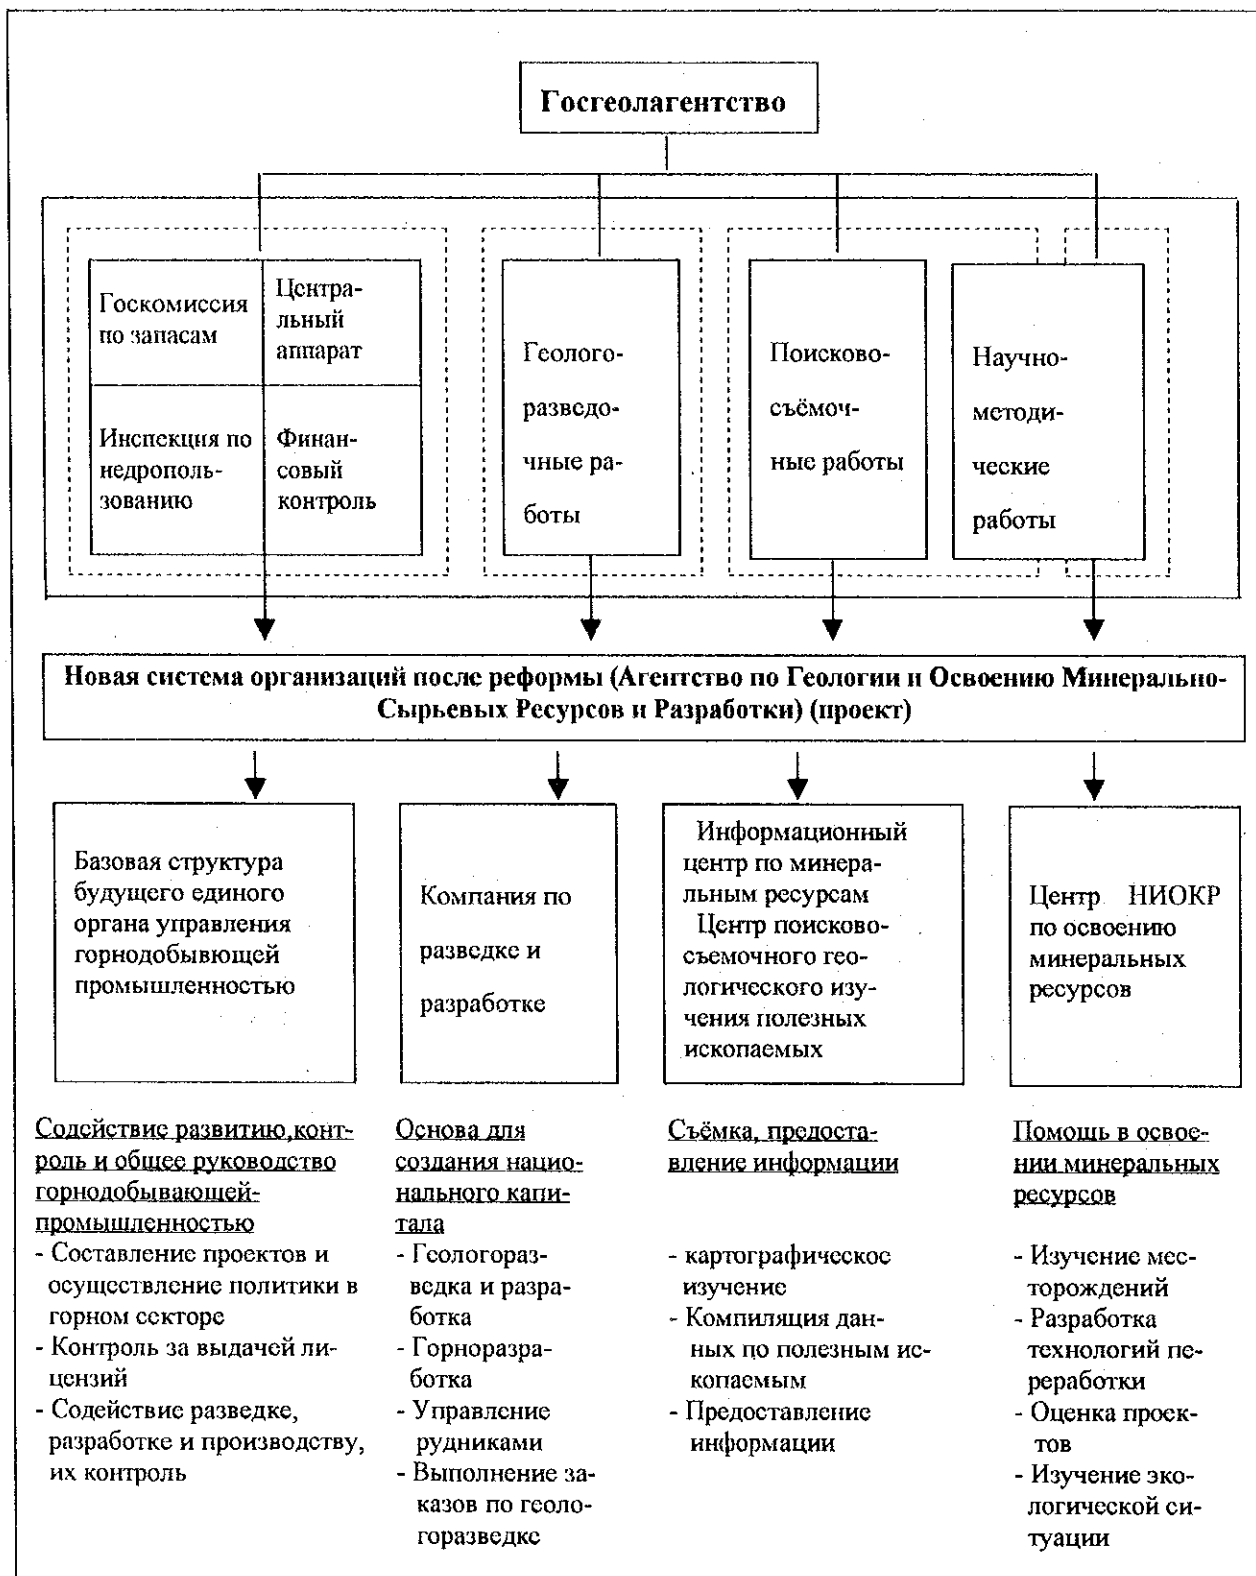 Госгеолагентство
Госкомиссия
по запасам
Центра-
льный
аппарат
Инспекция по
недрополь-
зованию
Финан-
совый
контроль
Геолого-
разведо-
чные ра-
боты
Поисково-
съёмоч-
ные работы
Научно-
методи-
ческие
работы
Новая система организаций после реформы (Агентство по Геологии и Освоению Минерально-
Сырьевых Ресурсов и Разработки) (проект)
Базовая структура
будущего единого
органа управления
горнодобывющей
промышленностью
Компания по
разведке и
разработке
Информационный
центр по минера-
льным ресурсам
Центр поисково-
съемочного гео-
логического изу-
чения полезных
ископаемых
Центр НИОКР
по освоению
минеральных
ресурсов
Содействие развитию,конт-
роль и общее руководство
горнодобывающей-
промышленностью
- Составление проектов и
осуществление политики в
горном секторе
- Контроль за выдачей ли-
цензий
- Содействие разведке,
разработке и производству,
их контроль
Основа для
создания нацио-
нального капи-
тала
- Геологораз-
ведка и разра-
ботка
- Горноразра-
ботка
- Управление
рудниками
- Выполнение за-
казов по геоло-
горазведке
Съёмка, предоста-
вление информации
- картографическое
изучение
- Компиляция дан-
ных по полезным ис-
копаемым
- Предоставление
информации
Помощь в освое-
нии минеральных
ресурсов
- Изучение мес-
торождений
- Разработка
технологий пе-
реработки
- Оценка проек-
тов
- Изучение эко-
логической си-
туации